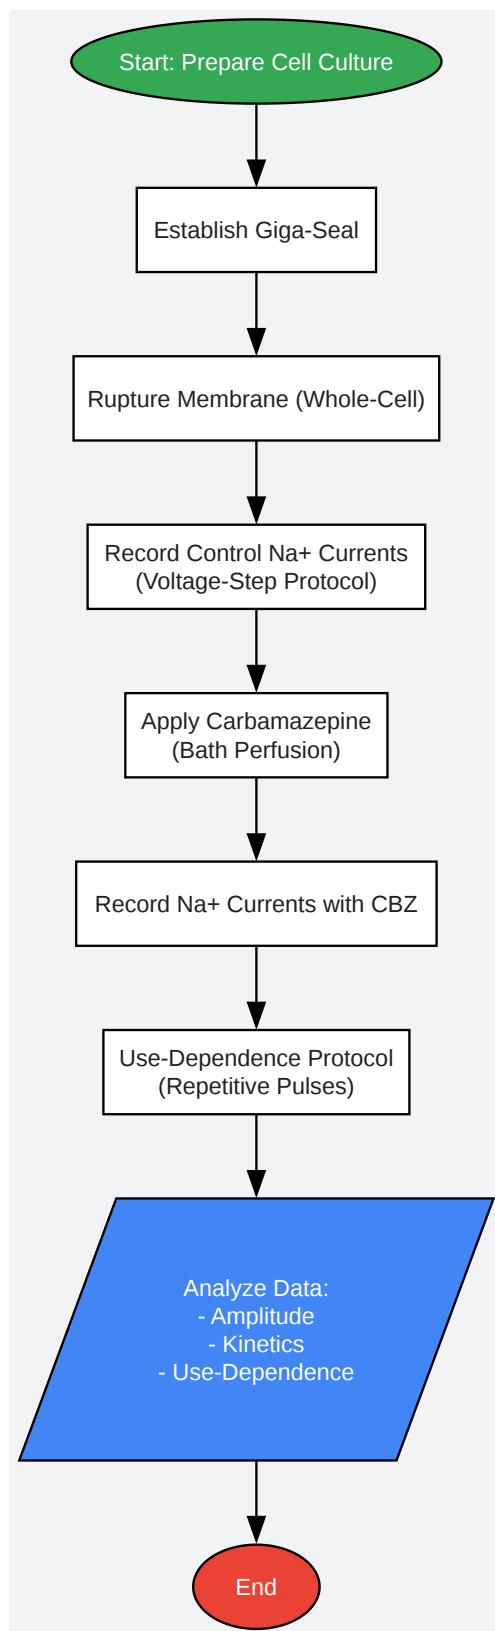 Start: Prepare Cell Culture
Establish Giga-Seal
Rupture Membrane (Whole-Cell)
Record Control Na+ Currents
(Voltage-Step Protocol)
Apply Carbamazepine
(Bath Perfusion)
Record Na+ Currents with CBZ
Use-Dependence Protocol
(Repetitive Pulses)
Analyze Data:
- Amplitude
- Kinetics
- Use-Dependence
End